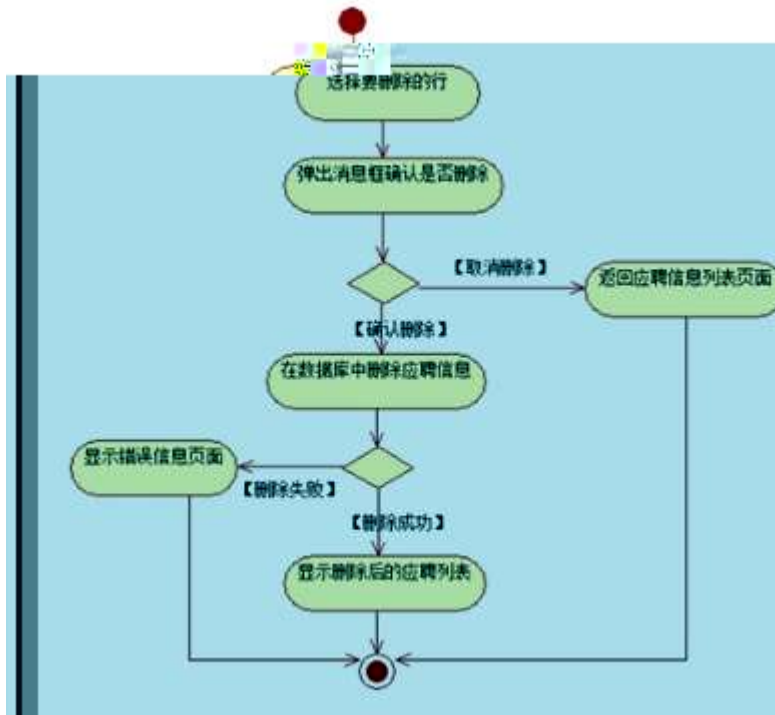 选择要删除的行
弹出消息框确认是否删除
【取消删除】
返回应聘信息列表页面
【确认删除】
在数据库中删除应聘信息
显示错误信息页面
【删除失败】
【删除成功】
显示删除后的应聘列表